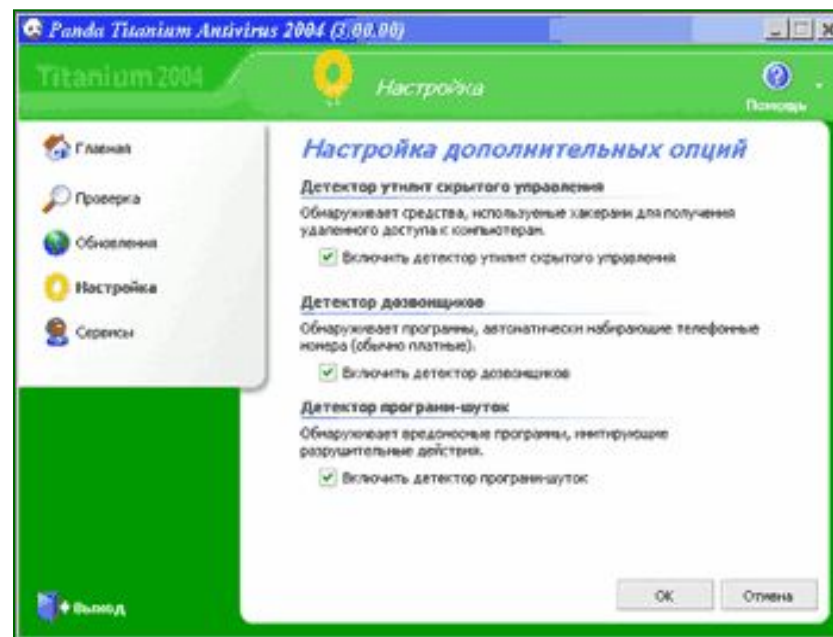 Panda Titanium Antivirus 2004 (3.00.00)
Titanium 2004
Настройка
Помощь
Главная
Проверка
Обновления
Настройка
Сервисы
Выход
Настройка дополнительных опций
Детектор утилит скрытого управления
Обнаруживает средства, используемые хакерами для получения
удаленного доступа к компьютерам.
Включить детектор утилит скрытого управления
Детектор дозвонщиков
Обнаруживает программы, автоматически набирающие телефонные
номера (обычно платные).
Включить детектор дозвонщиков
Детектор программ-шуток
Обнаруживает вредоносные программы, имитирующие
разрушительные действия.
Включить детектор программ-шуток
OK
Отмена